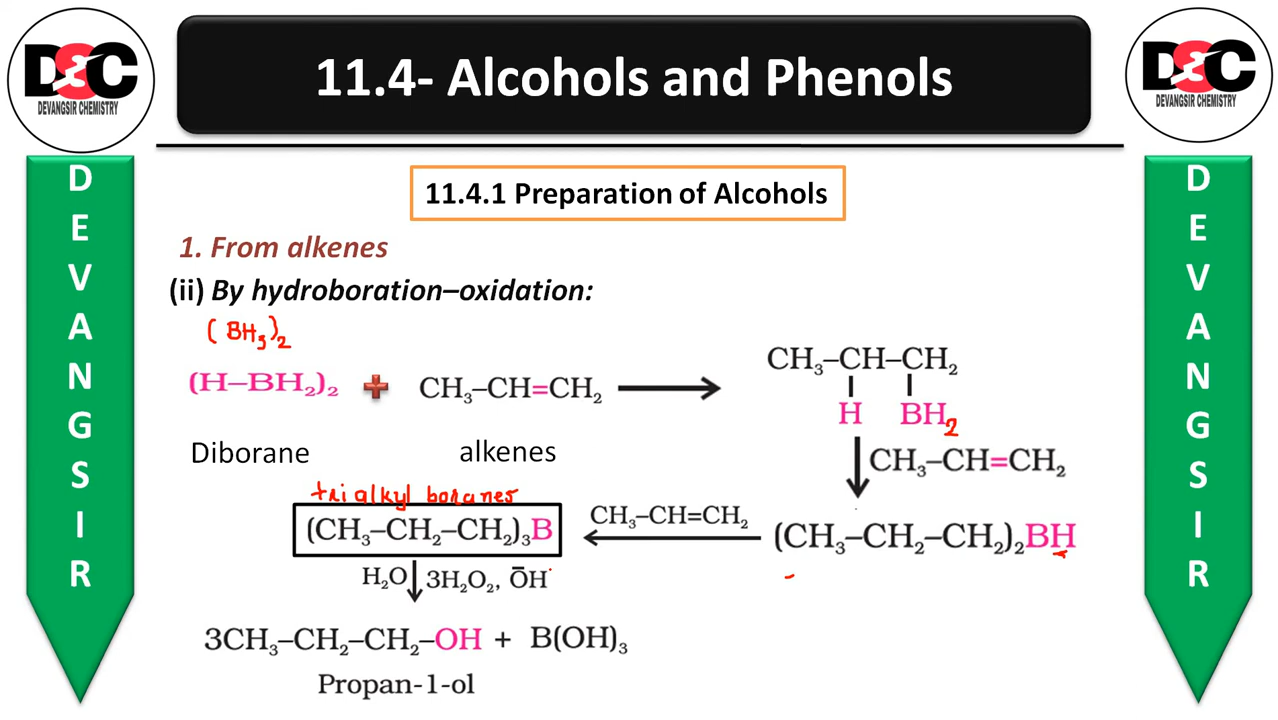 D&C
DEVANGSIR CHEMISTRY
11.4- Alcohols and Phenols
D&C
DEVANGSIR CHEMISTRY
DEVANGSIR
DEVANGSIR
11.4.1 Preparation of Alcohols
1. From alkenes
(ii) By hydroboration–oxidation:
(BH₃)₂
(H–BH₂)₂ + CH₃–CH=CH₂
CH₃–CH–CH₂
H BH₂
Diborane alkenes
CH₃–CH=CH₂
tri alkyl boranes
(CH₃–CH₂–CH₂)₃B
CH₃–CH=CH₂
(CH₃–CH₂–CH₂)₂BH
H₂O 3H₂O₂, ŌH
3CH₃–CH₂–CH₂–OH + B(OH)₃
Propan-1-ol